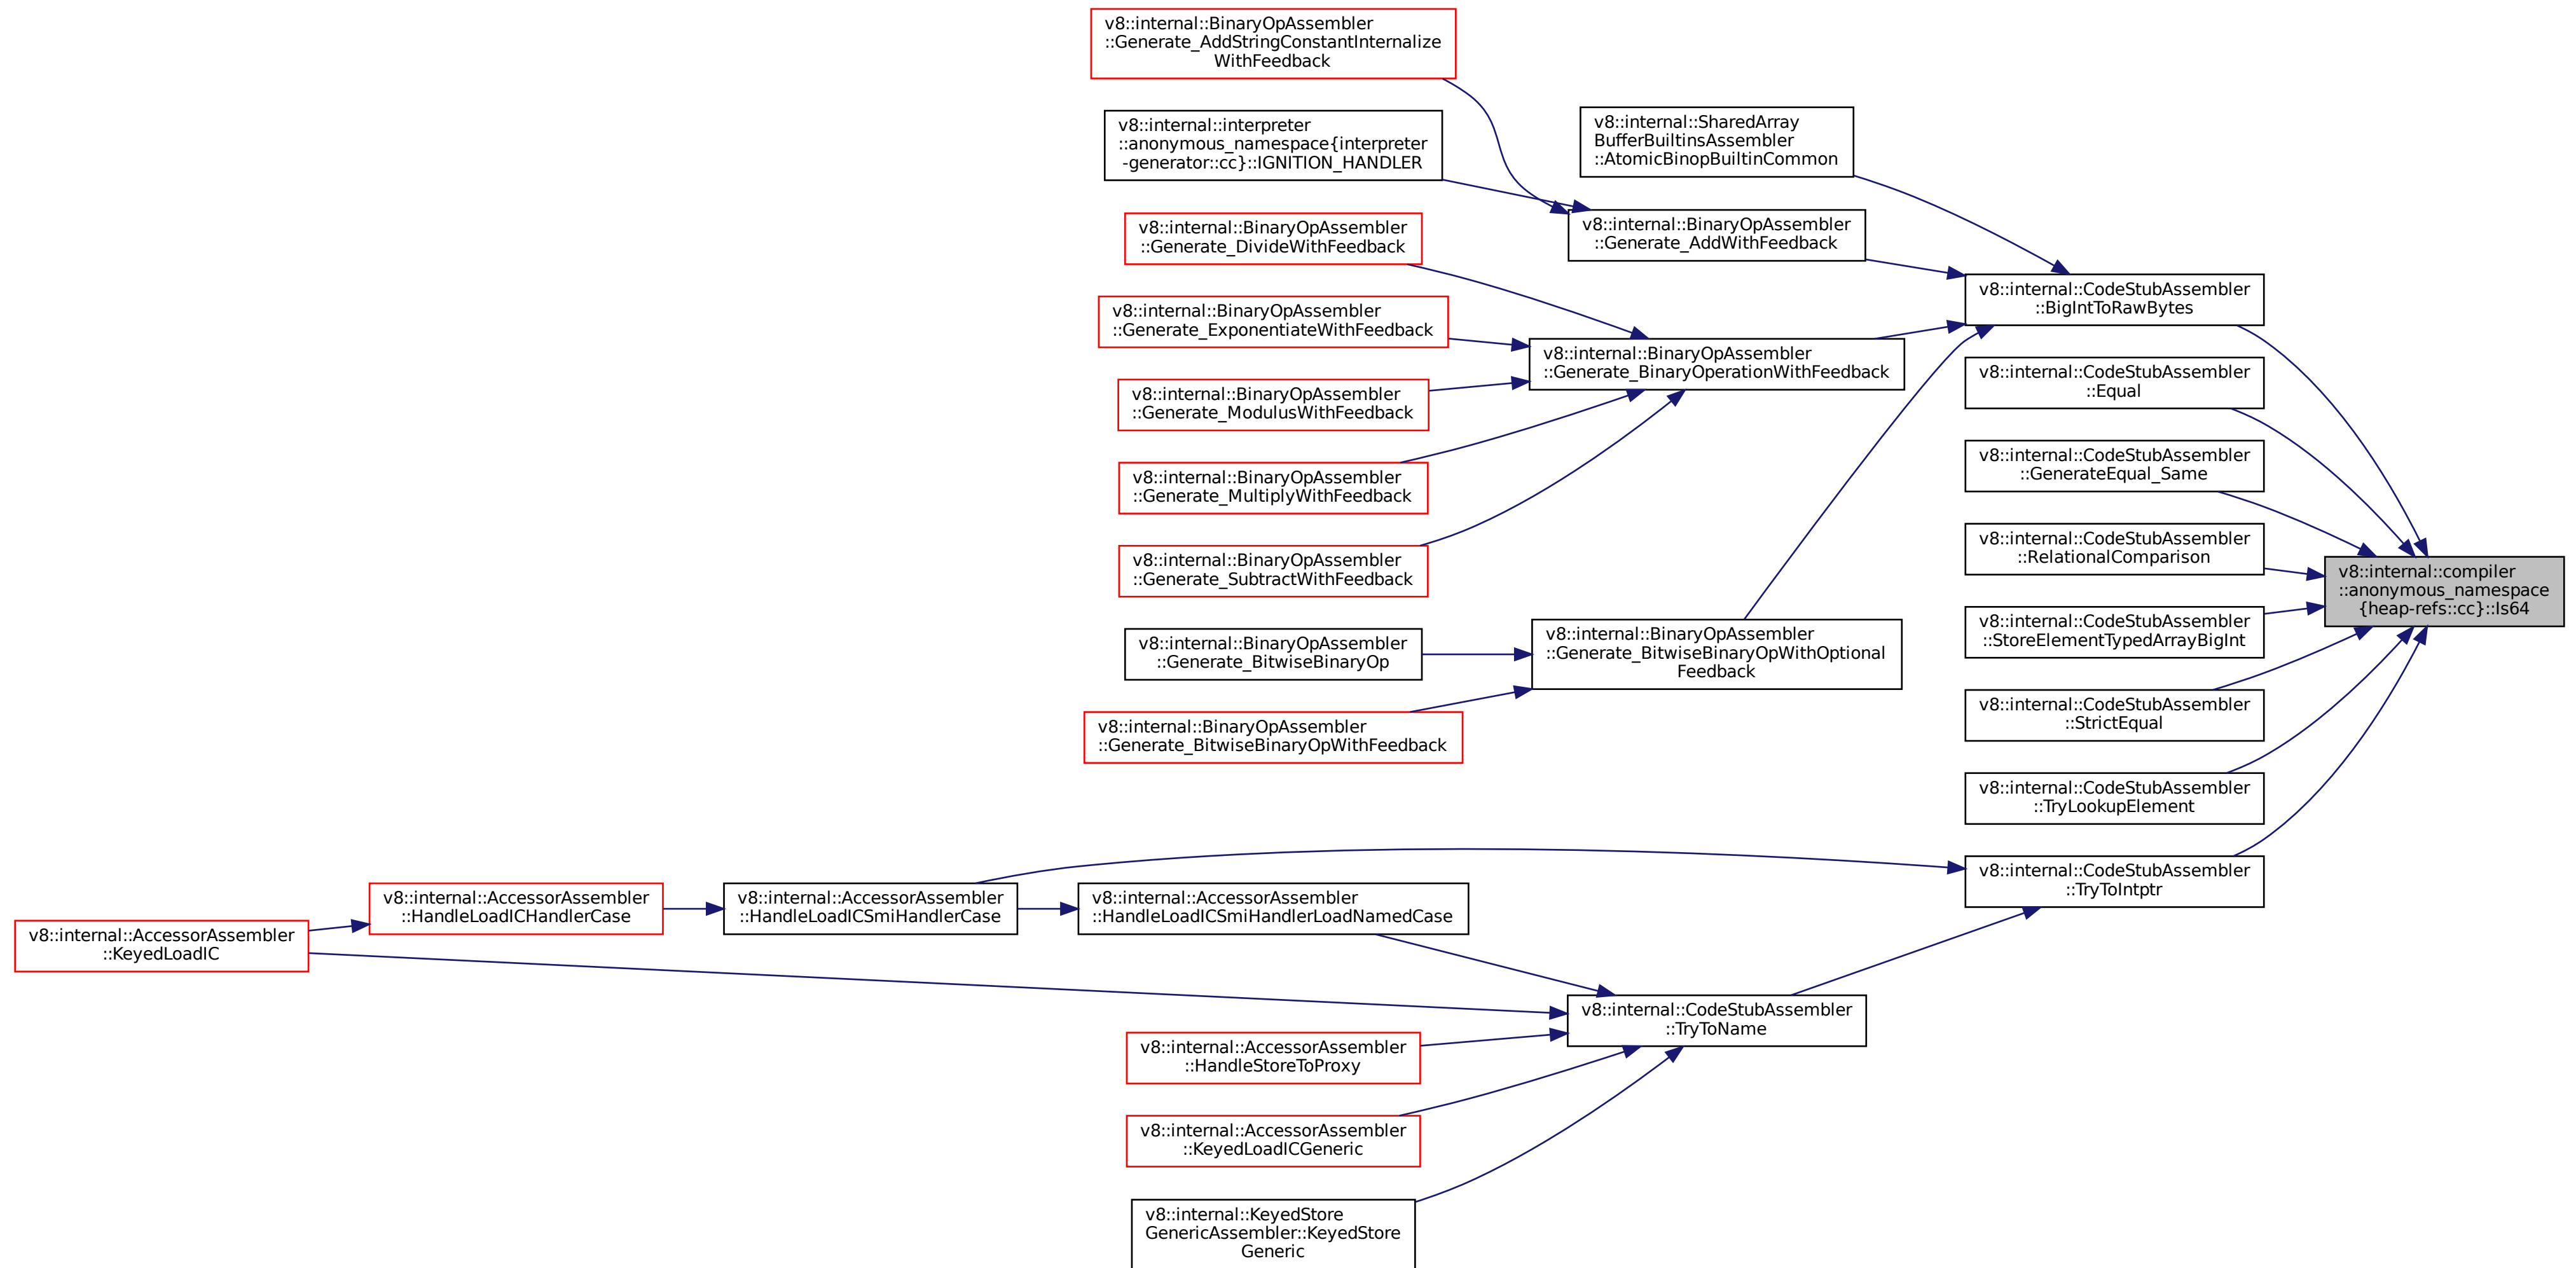 v8::internal::BinaryOpAssembler
::Generate_AddStringConstantInternalize
WithFeedback
v8::internal::interpreter
::anonymous_namespace{interpreter
-generator::cc}::IGNITION_HANDLER
v8::internal::SharedArray
BufferBuiltinsAssembler
::AtomicBinopBuiltinCommon
v8::internal::BinaryOpAssembler
::Generate_DivideWithFeedback
v8::internal::BinaryOpAssembler
::Generate_AddWithFeedback
v8::internal::BinaryOpAssembler
::Generate_ExponentiateWithFeedback
v8::internal::CodeStubAssembler
::BigIntToRawBytes
v8::internal::BinaryOpAssembler
::Generate_BinaryOperationWithFeedback
v8::internal::CodeStubAssembler
::Equal
v8::internal::BinaryOpAssembler
::Generate_ModulusWithFeedback
v8::internal::CodeStubAssembler
::GenerateEqual_Same
v8::internal::BinaryOpAssembler
::Generate_MultiplyWithFeedback
v8::internal::CodeStubAssembler
::RelationalComparison
v8::internal::BinaryOpAssembler
::Generate_SubtractWithFeedback
v8::internal::compiler
::anonymous_namespace
{heap-refs::cc}::Is64
v8::internal::CodeStubAssembler
::StoreElementTypedArrayBigInt
v8::internal::BinaryOpAssembler
::Generate_BitwiseBinaryOp
v8::internal::BinaryOpAssembler
::Generate_BitwiseBinaryOpWithOptional
Feedback
v8::internal::CodeStubAssembler
::StrictEqual
v8::internal::BinaryOpAssembler
::Generate_BitwiseBinaryOpWithFeedback
v8::internal::CodeStubAssembler
::TryLookupElement
v8::internal::CodeStubAssembler
::TryToIntptr
v8::internal::AccessorAssembler
::KeyedLoadIC
v8::internal::AccessorAssembler
::HandleLoadICHandlerCase
v8::internal::AccessorAssembler
::HandleLoadICSmiHandlerCase
v8::internal::AccessorAssembler
::HandleLoadICSmiHandlerLoadNamedCase
v8::internal::CodeStubAssembler
::TryToName
v8::internal::AccessorAssembler
::HandleStoreToProxy
v8::internal::AccessorAssembler
::KeyedLoadICGeneric
v8::internal::KeyedStore
GenericAssembler::KeyedStore
Generic